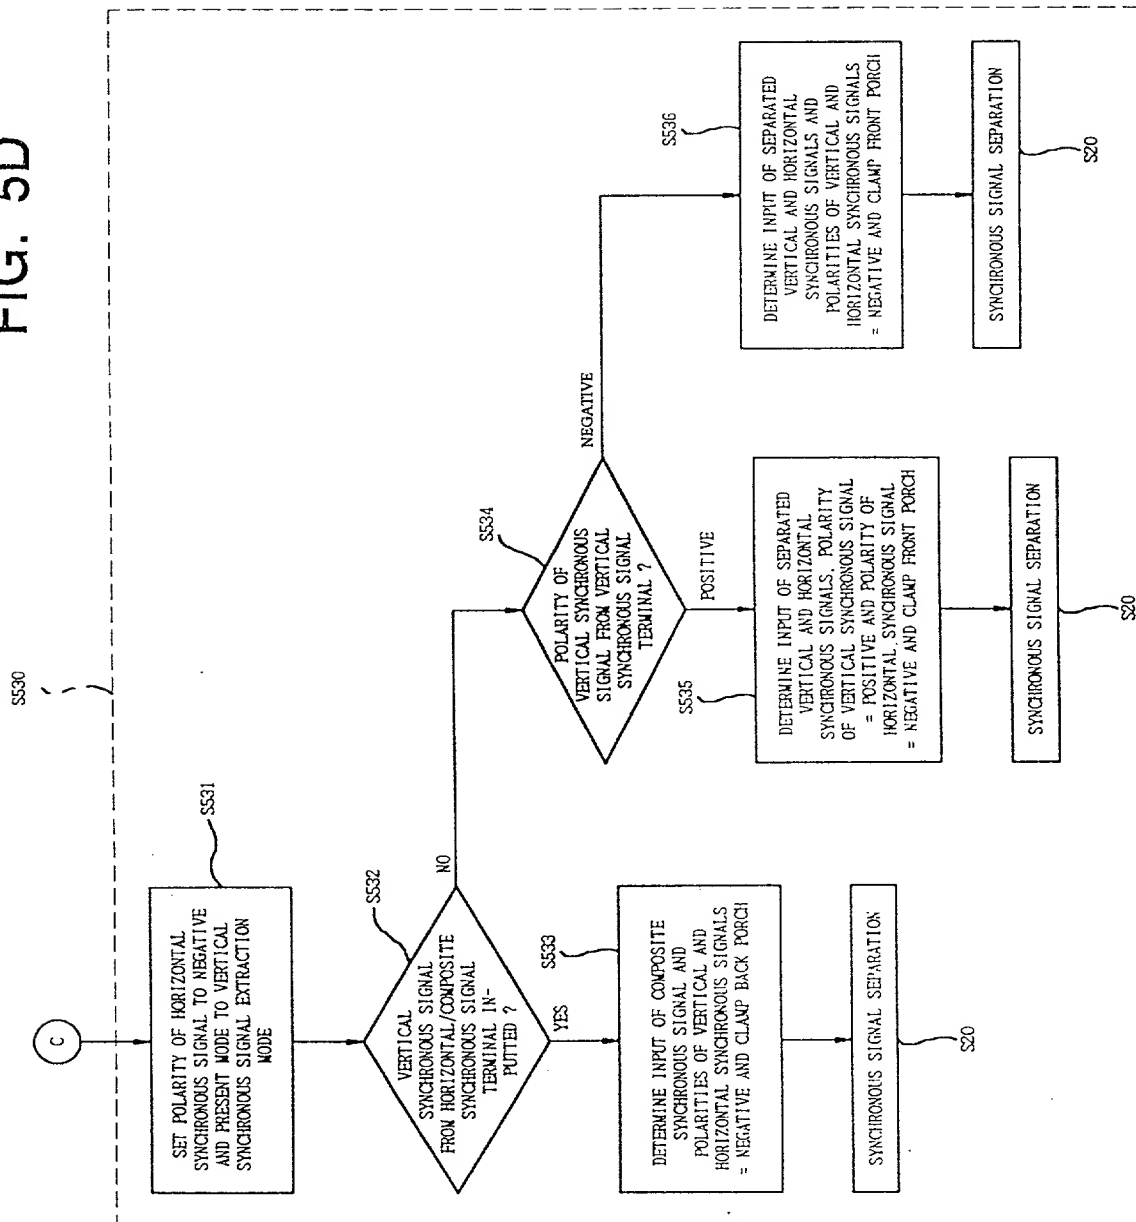 FIG. 5D
S530
C
S531
SET POLARITY OF HORIZONTAL
SYNCHRONOUS SIGNAL TO NEGATIVE
AND PRESENT MODE TO VERTICAL
SYNCHRONOUS SIGNAL EXTRACTION
MODE
S532
VERTICAL
SYNCHRONOUS SIGNAL
FROM HORIZONTAL/COMPOSITE
SYNCHRONOUS SIGNAL
TERMINAL IN-
PUTTED ?
NO
YES
S533
DETERMINE INPUT OF COMPOSITE
SYNCHRONOUS SIGNAL AND
POLARITIES OF VERTICAL AND
HORIZONTAL SYNCHRONOUS SIGNALS
= NEGATIVE AND CLAMP BACK PORCH
SYNCHRONOUS SIGNAL SEPARATION
S20
S534
POLARITY OF
VERTICAL SYNCHRONOUS
SIGNAL FROM VERTICAL
SYNCHRONOUS SIGNAL
TERMINAL ?
NEGATIVE
POSITIVE
S535
DETERMINE INPUT OF SEPARATED
VERTICAL AND HORIZONTAL
SYNCHRONOUS SIGNALS, POLARITY
OF VERTICAL SYNCHRONOUS SIGNAL
= POSITIVE AND POLARITY OF
HORIZONTAL SYNCHRONOUS SIGNAL
= NEGATIVE AND CLAMP FRONT PORCH
SYNCHRONOUS SIGNAL SEPARATION
S20
S536
DETERMINE INPUT OF SEPARATED
VERTICAL AND HORIZONTAL
SYNCHRONOUS SIGNALS AND
POLARITIES OF VERTICAL AND
HORIZONTAL SYNCHRONOUS SIGNALS
= NEGATIVE AND CLAMP FRONT PORCH
SYNCHRONOUS SIGNAL SEPARATION
S20